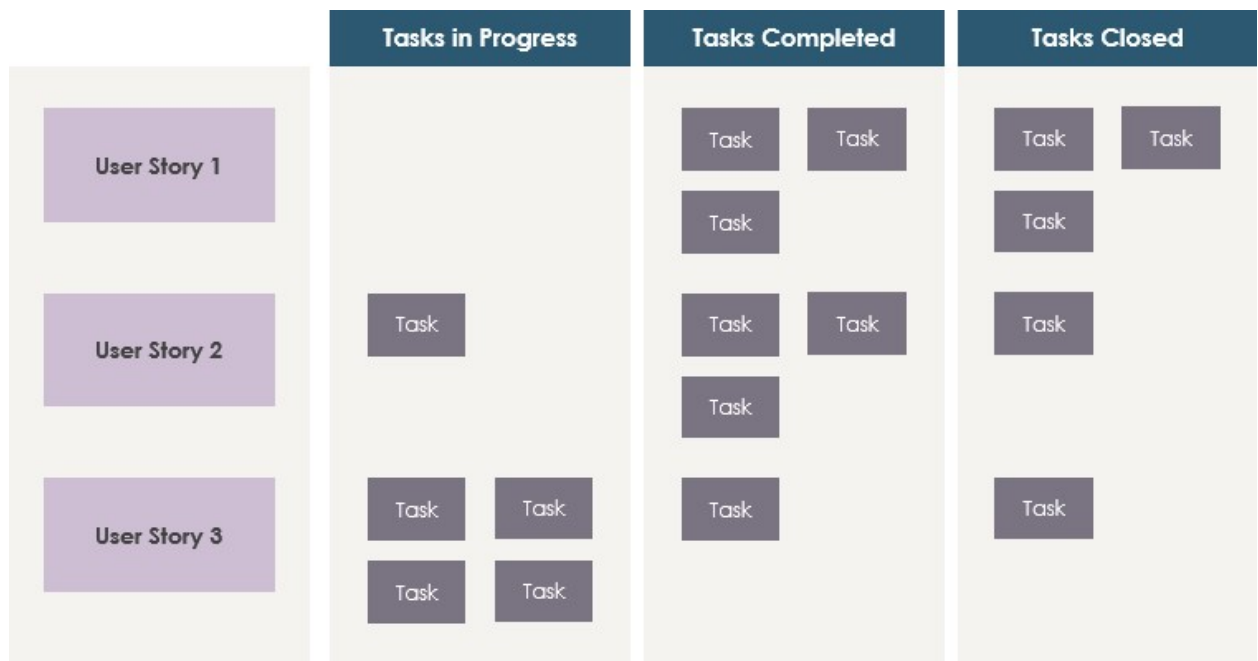 Tasks in Progress
Tasks Completed
Tasks Closed
User Story 1
Task Task
Task Task
Task
Task
User Story 2
Task
Task Task
Task
Task
User Story 3
Task Task
Task
Task
Task Task